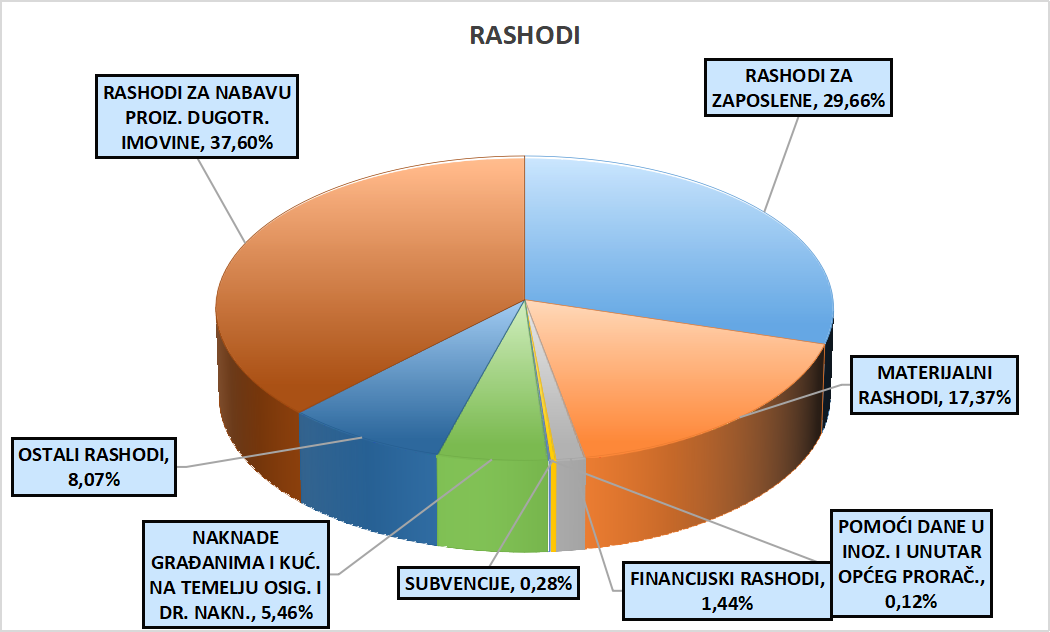 RASHODI
RASHODI ZA NABAVU
PROIZ. DUGOTR.
IMOVINE, 37,60%
RASHODI ZA
ZAPOSLENE, 29,66%
MATERIJALNI
RASHODI, 17,37%
OSTALI RASHODI,
8,07%
NAKNADE
GRAĐANIMA I KUĆ.
NA TEMELJU OSIG. I
DR. NAKN., 5,46%
SUBVENCIJE, 0,28%
FINANCIJSKI RASHODI,
1,44%
POMOĆI DANE U
INOZ. I UNUTAR
OPĆEG PRORAČ.,
0,12%